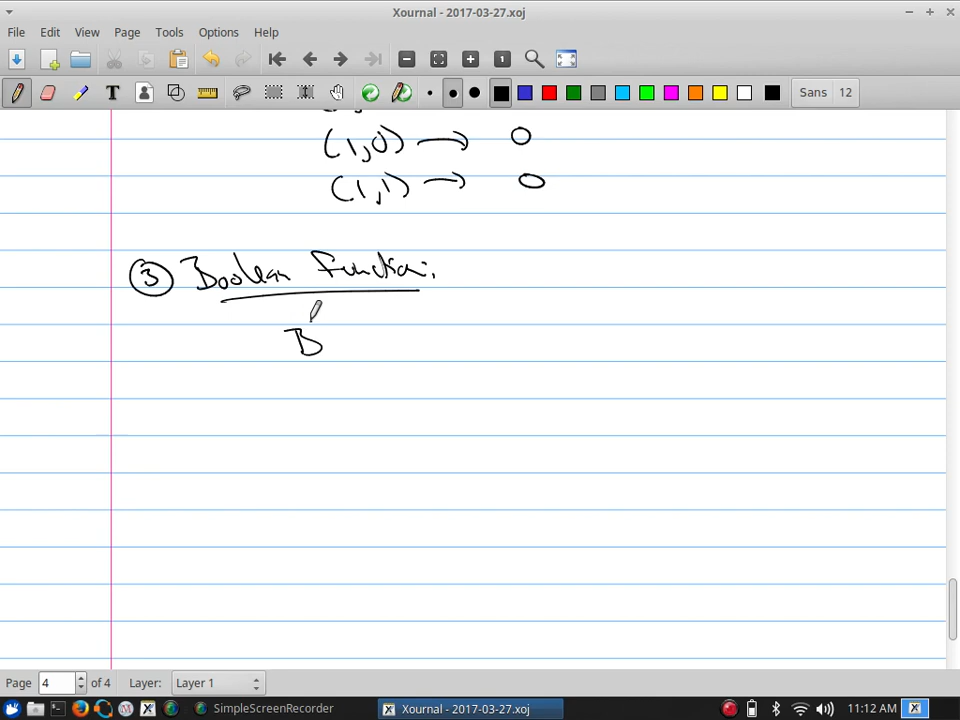 Xournal - 2017-03-27.xoj
File Edit View Page Tools Options Help
Sans 12
(1,0) → 0
(1,1) → 0
③ Boolean Function:
B
Page 4 of 4 Layer: Layer 1
SimpleScreenRecorder Xournal - 2017-03-27.xoj 11:12 AM